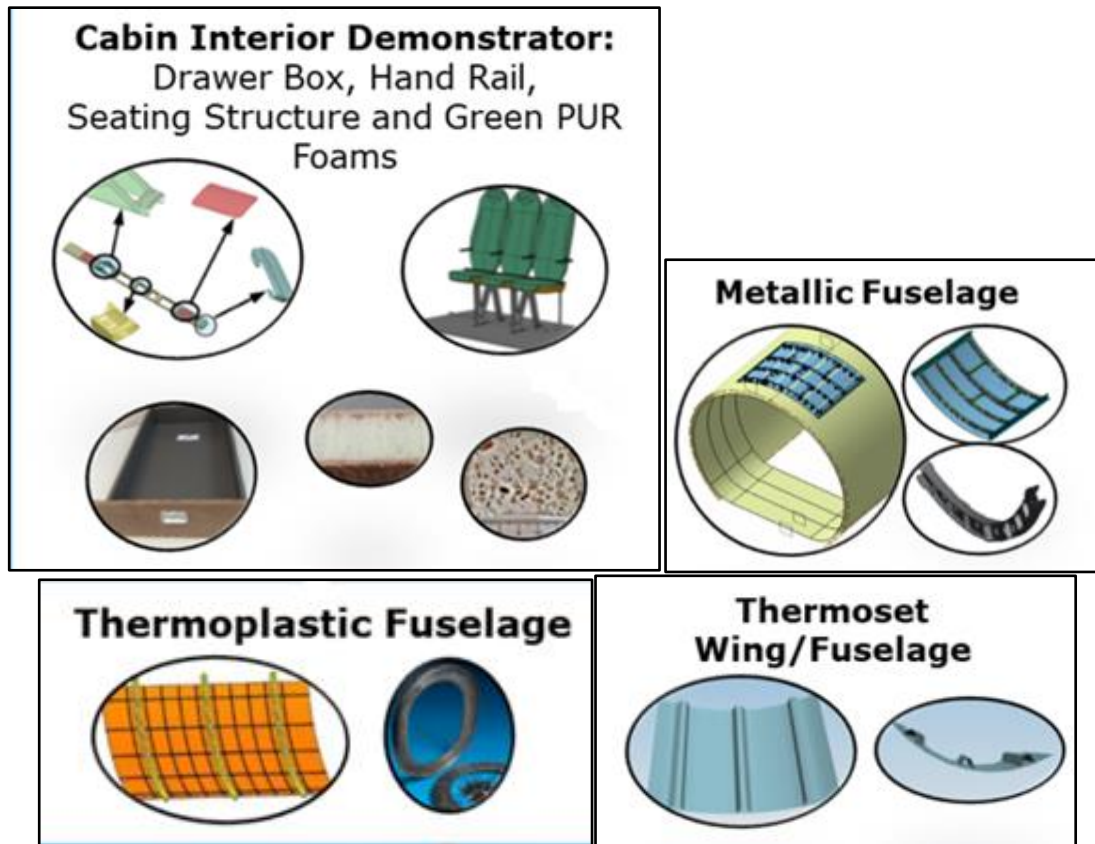 Cabin Interior Demonstrator:
Drawer Box, Hand Rail,
Seating Structure and Green PUR
Foams
Metallic Fuselage
Thermoplastic Fuselage
Thermoset
Wing/Fuselage